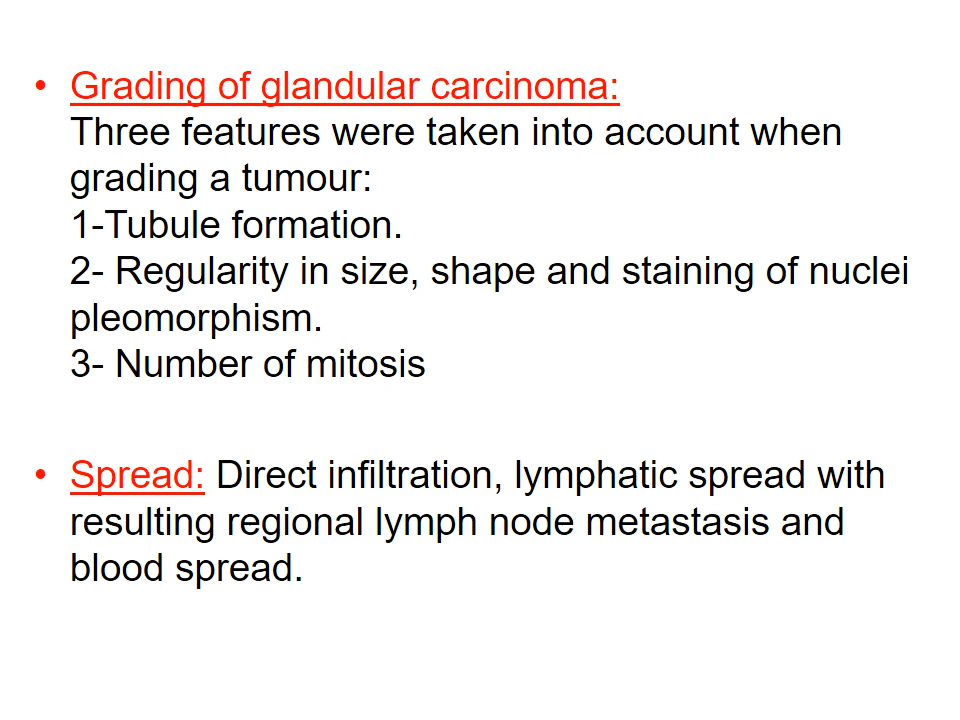 • Grading of glandular carcinoma:
Three features were taken into account when
grading a tumour:
1-Tubule formation.
2- Regularity in size, shape and staining of nuclei
pleomorphism.
3- Number of mitosis
• Spread: Direct infiltration, lymphatic spread with
resulting regional lymph node metastasis and
blood spread.